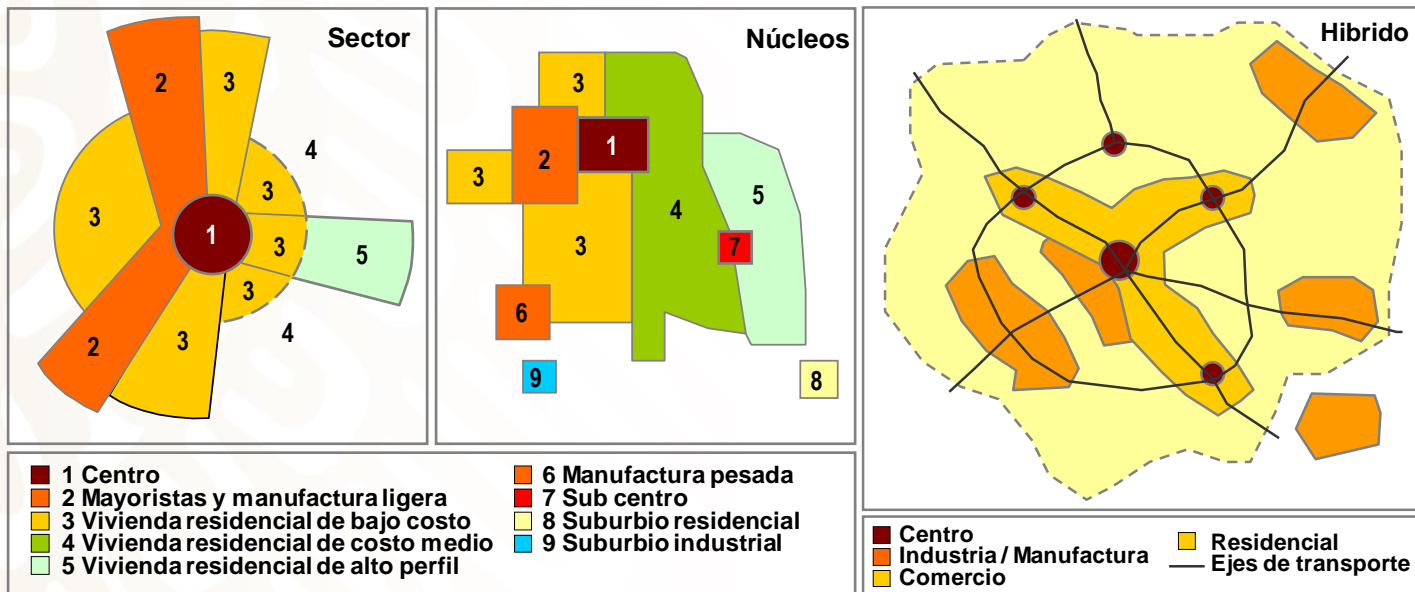 Sector
2
3
4
3
3
1
3
5
3
4
2
3
Núcleos
3
1
2
3
5
4
3
7
6
9
8
Hibrido
1 Centro
2 Mayoristas y manufactura ligera
3 Vivienda residencial de bajo costo
4 Vivienda residencial de costo medio
5 Vivienda residencial de alto perfil
6 Manufactura pesada
7 Sub centro
8 Suburbio residencial
9 Suburbio industrial
Centro
Industria / Manufactura
Comercio
Residencial
Ejes de transporte